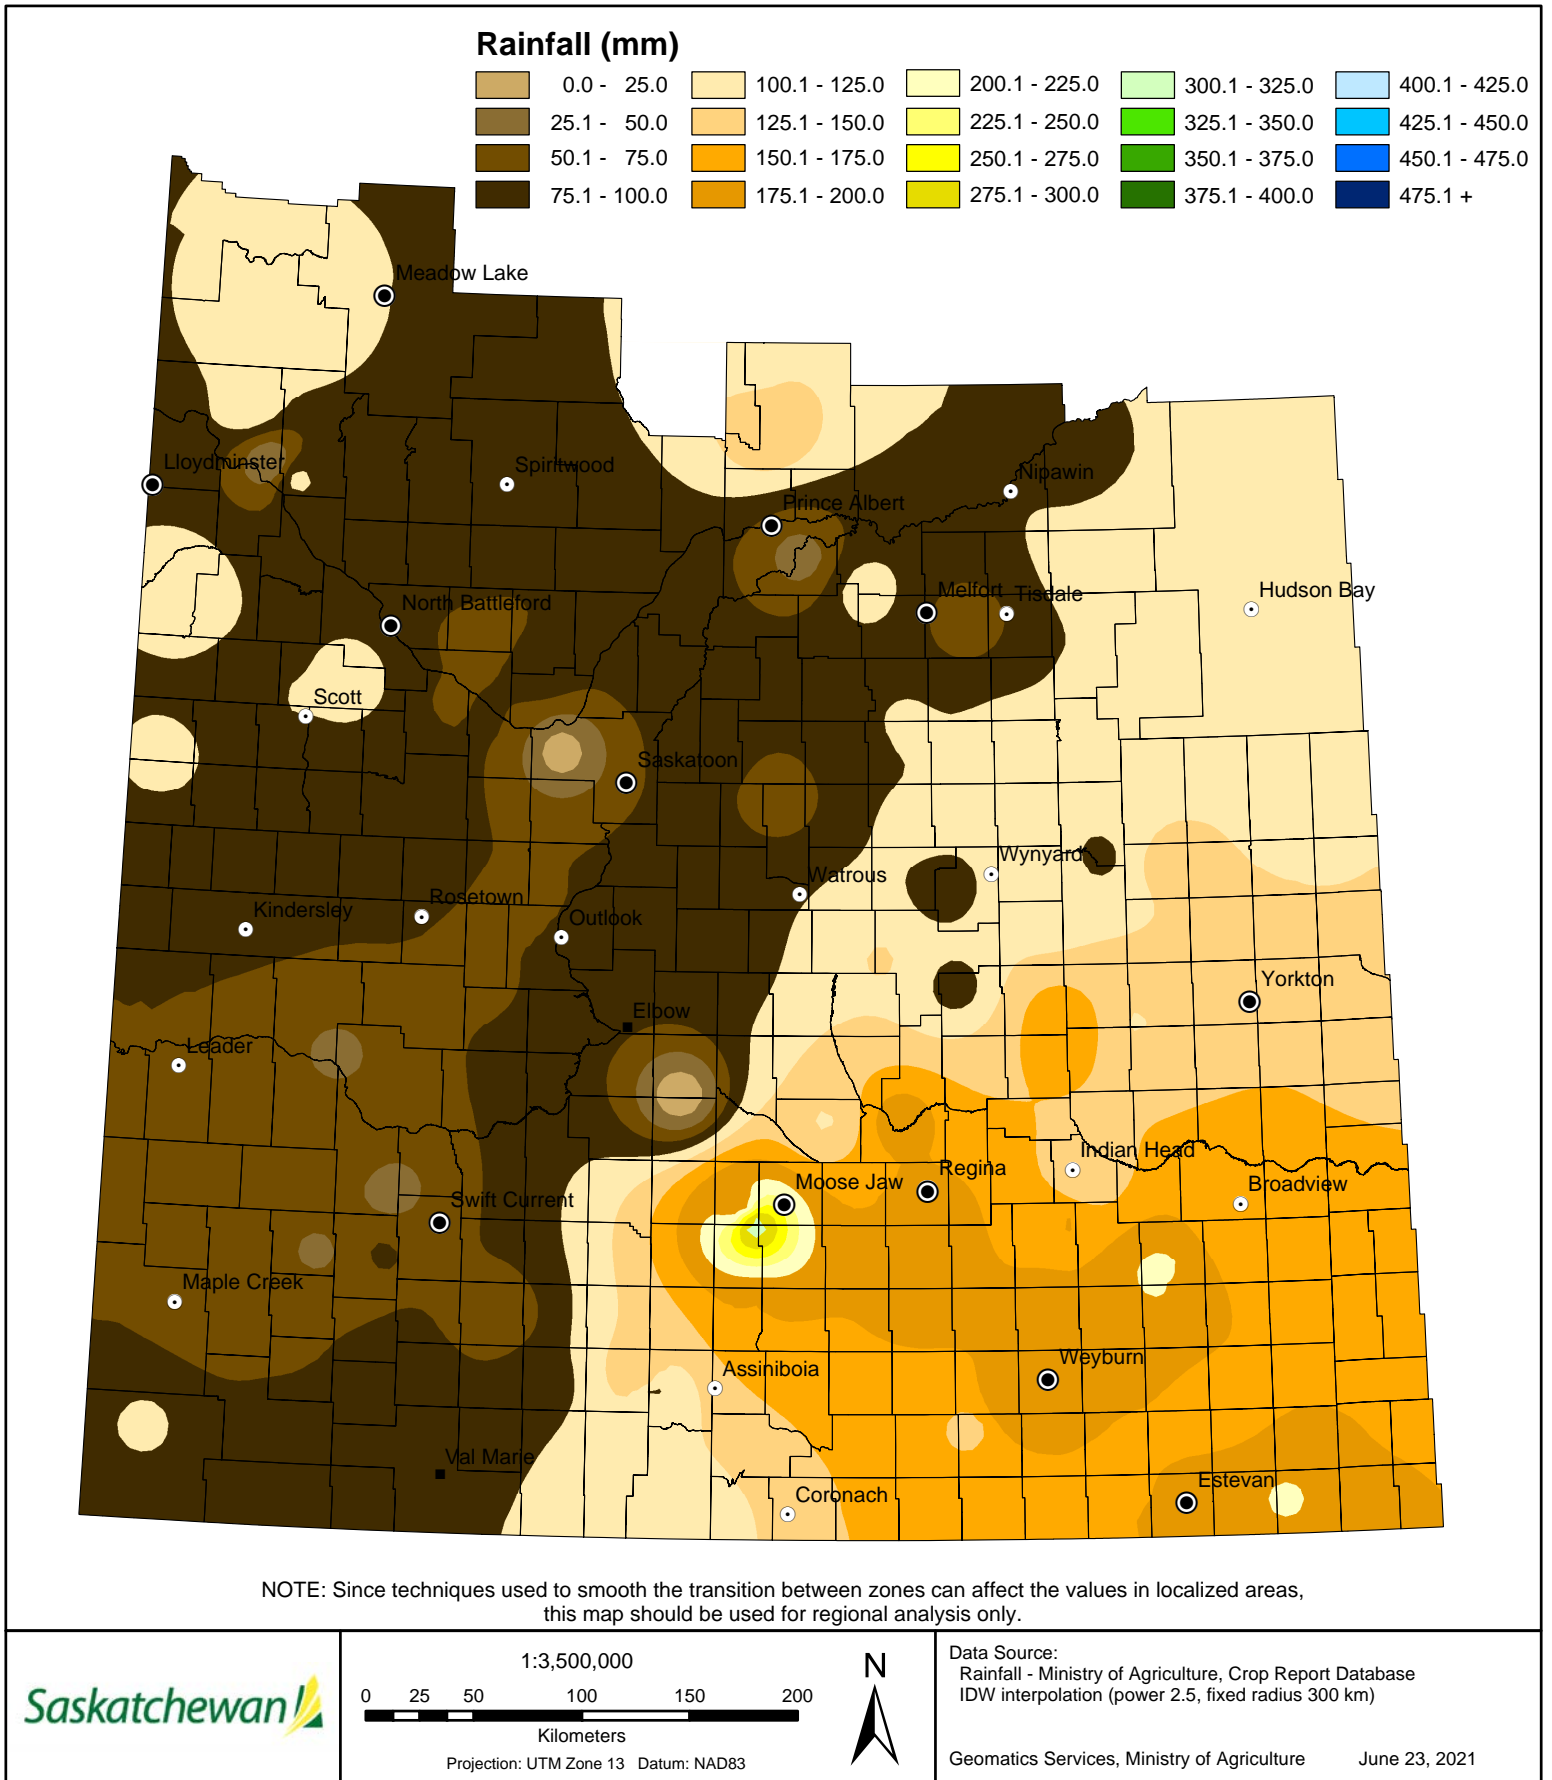 Rainfall (mm)
0.0 - 25.0
25.1 - 50.0
50.1 - 75.0
75.1 - 100.0
100.1 - 125.0
125.1 - 150.0
150.1 - 175.0
175.1 - 200.0
200.1 - 225.0
225.1 - 250.0
250.1 - 275.0
275.1 - 300.0
300.1 - 325.0
325.1 - 350.0
350.1 - 375.0
375.1 - 400.0
400.1 - 425.0
425.1 - 450.0
450.1 - 475.0
475.1 +
Meadow Lake
Lloydminster
Spiritwood
Nipawin
Prince Albert
Hudson Bay
Melfort
Tisdale
North Battleford
Scott
Saskatoon
Wynyard
Watrous
Rosetown
Kindersley
Outlook
Yorkton
Elbow
Leader
Indian Head
Regina
Moose Jaw
Broadview
Swift Current
Maple Creek
Weyburn
Assiniboia
Val Marie
Estevan
Coronach
NOTE: Since techniques used to smooth the transition between zones can affect the values in localized areas,
this map should be used for regional analysis only.
Saskatchewan
1:3,500,000
0 25 50 100 150 200
Kilometers
Projection: UTM Zone 13 Datum: NAD83
N
Data Source:
Rainfall - Ministry of Agriculture, Crop Report Database
IDW interpolation (power 2.5, fixed radius 300 km)
Geomatics Services, Ministry of Agriculture June 23, 2021